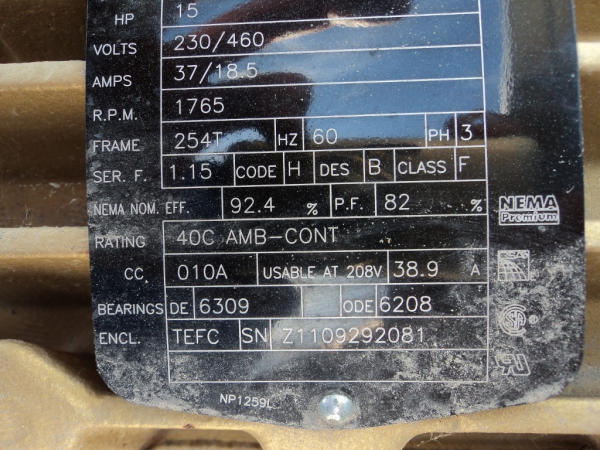 HP 15
VOLTS 230/460
AMPS 37/18.5
R.P.M. 1765
FRAME 254T HZ 60 PH 3
SER. F. 1.15 CODE H DES B CLASS F
NEMA NOM. EFF. 92.4 % P.F. 82 %
NEMA
Premium
RATING 40C AMB-CONT
CC 010A USABLE AT 208V 38.9 A
BEARINGS DE 6309 ODE 6208
ENCL. TEFC SN Z1109292081
NP1259L